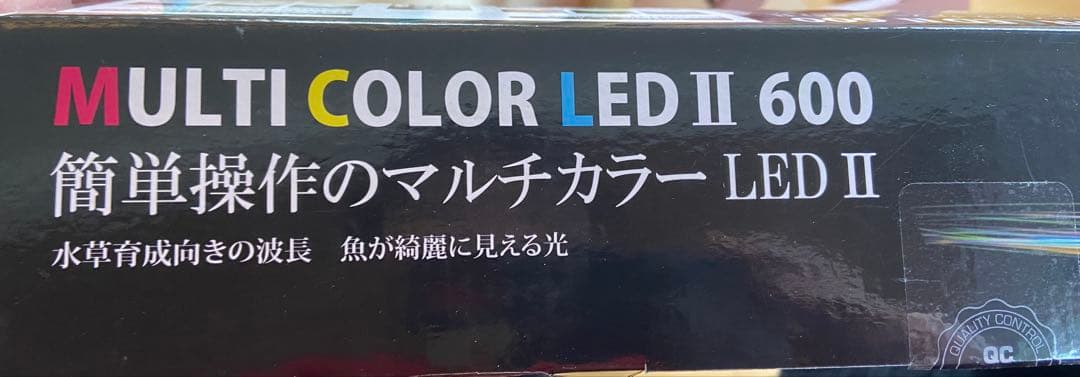 MULTI COLOR LED Ⅱ 600
簡単操作のマルチカラー LED Ⅱ
水草育成向きの波長　魚が綺麗に見える光
QUALITY CONTROL
QC